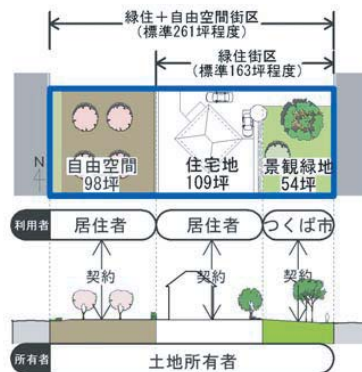 緑住＋自由空間街区
（標準261坪程度）
緑住街区
（標準163坪程度）
N
自由空間
98坪
住宅地
109坪
景観緑地
54坪
利用者 居住者 居住者 つくば市
契約 契約 契約
所有者 土地所有者